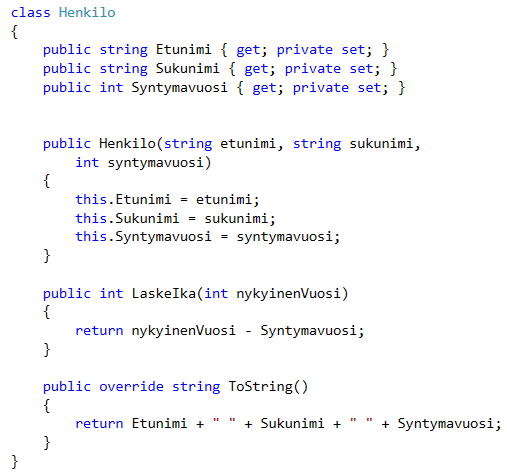 class Henkilo
{
    public string Etunimi { get; private set; }
    public string Sukunimi { get; private set; }
    public int Syntymavuosi { get; private set; }

    public Henkilo(string etunimi, string sukunimi,
        int syntymavuosi)
    {
        this.Etunimi = etunimi;
        this.Sukunimi = sukunimi;
        this.Syntymavuosi = syntymavuosi;
    }

    public int LaskeIka(int nykyinenVuosi)
    {
        return nykyinenVuosi - Syntymavuosi;
    }

    public override string ToString()
    {
        return Etunimi + " " + Sukunimi + " " + Syntymavuosi;
    }
}